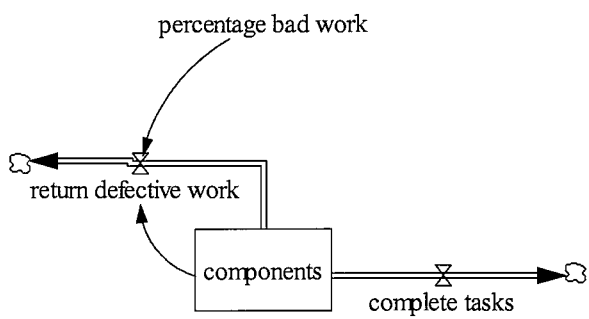 percentage bad work
return defective work
components
complete tasks